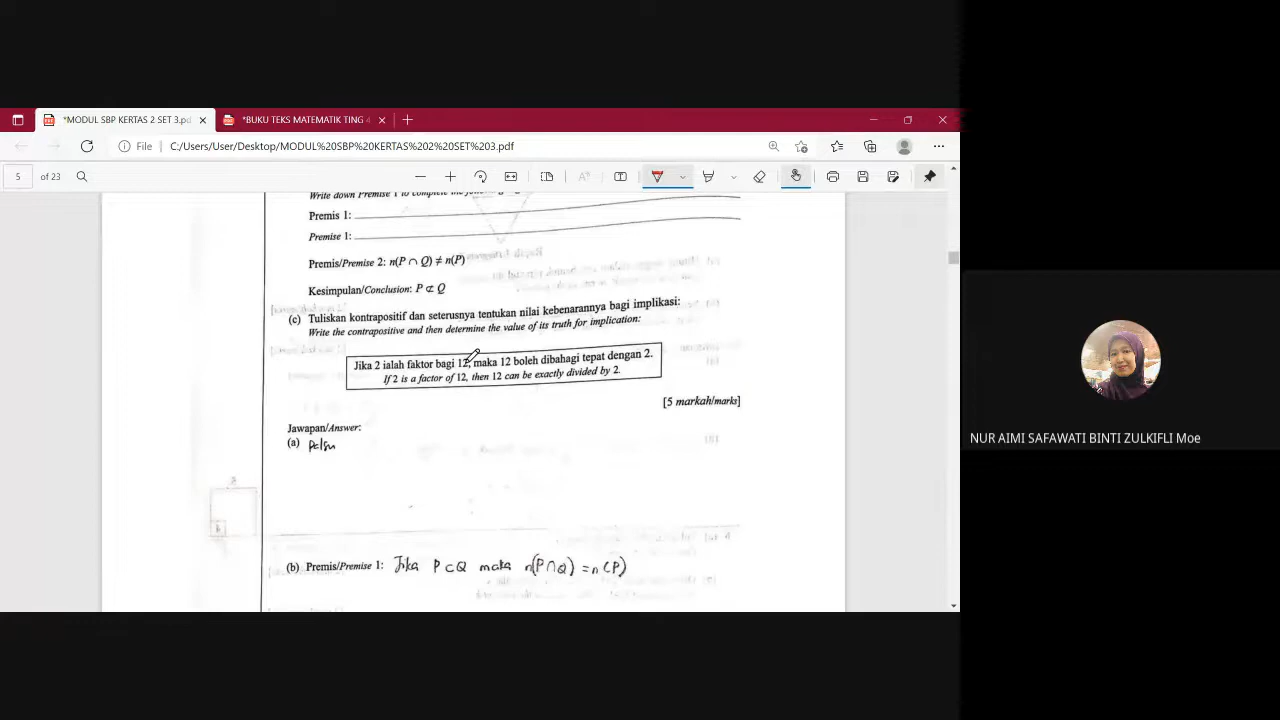 *MODUL SBP KERTAS 2 SET 3.pd
*BUKU TEKS MATEMATIK TING 4
File C:/Users/User/Desktop/MODUL%20SBP%20KERTAS%202%20SET%203.pdf
5 of 23
Write down Premise 1 to complete the
Premis 1:
Premise 1:
Premis/Premise 2: n(P ∩ Q) ≠ n(P)
Kesimpulan/Conclusion: P ⊄ Q
(c) Tuliskan kontrapositif dan seterusnya tentukan nilai kebenarannya bagi implikasi:
Write the contrapositive and then determine the value of its truth for implication:
Jika 2 ialah faktor bagi 12, maka 12 boleh dibahagi tepat dengan 2.
If 2 is a factor of 12, then 12 can be exactly divided by 2.
[5 markah/marks]
Jawapan/Answer:
(a) Palsu
(b) Premis/Premise 1: Jika P ⊂ Q maka n(P ∩ Q) = n(P)
NUR AIMI SAFAWATI BINTI ZULKIFLI Moe